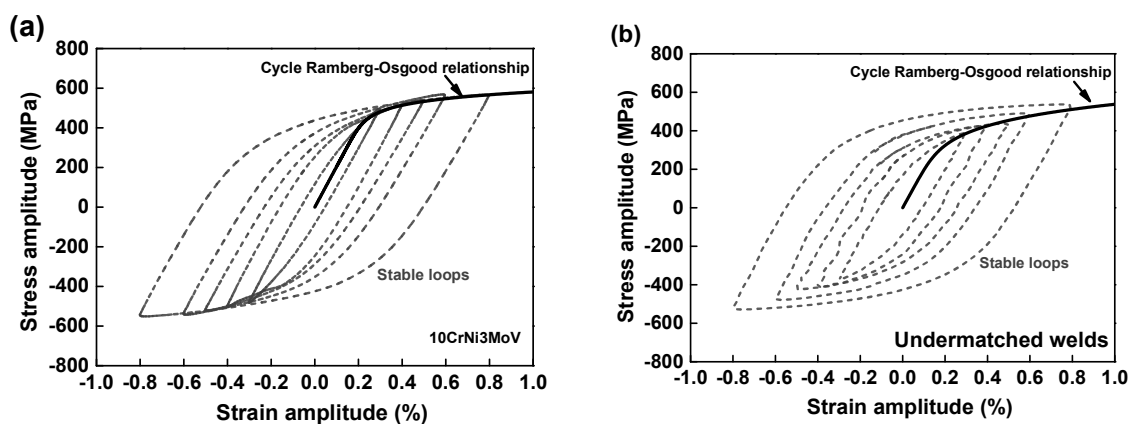 (a)
800
600
400
200
0
-200
-400
-600
-800
-1.0 -0.8 -0.6 -0.4 -0.2 0.0 0.2 0.4 0.6 0.8 1.0
Stress amplitude (MPa)
Strain amplitude (%)
Cycle Ramberg-Osgood relationship
Stable loops
10CrNi3MoV
(b)
800
600
400
200
0
-200
-400
-600
-800
-1.0 -0.8 -0.6 -0.4 -0.2 0.0 0.2 0.4 0.6 0.8 1.0
Stress amplitude (MPa)
Strain amplitude (%)
Cycle Ramberg-Osgood relationship
Stable loops
Undermatched welds